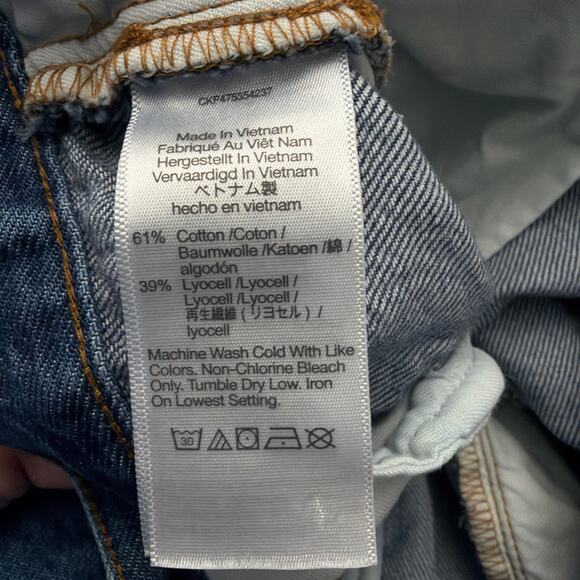 CKP475354237
Made In Vietnam
Fabriqué Au Viêt Nam
Hergestellt In Vietnam
Vervaardigd In Vietnam
ベトナム製
hecho en vietnam
61% Cotton /Coton /
Baumwolle /Katoen /綿 /
algodón
39% Lyocell /Lyocell /
Lyocell /Lyocell /
再生繊維 ( リヨセル ) /
lyocell
Machine Wash Cold With Like
Colors. Non-Chlorine Bleach
Only. Tumble Dry Low. Iron
On Lowest Setting.
30